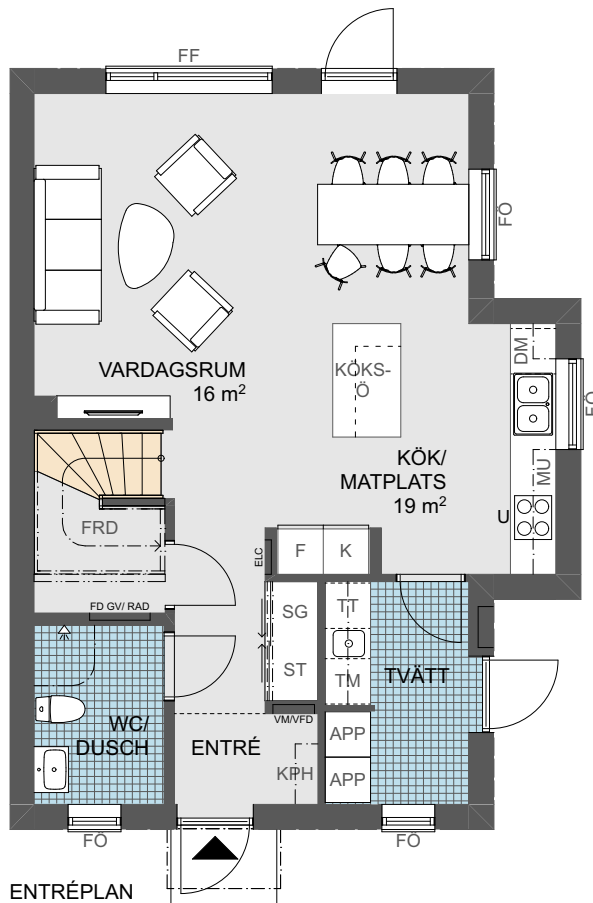 FF
FÖ
VARDAGSRUM
16 m²
KÖKS-
Ö
DM
FÖ
KÖK/
MATPLATS
19 m²
MU
U
FRD
ELC
F
K
FD GV/ RAD
SG
ST
TT
TM
TVÄTT
WC/
DUSCH
ENTRÉ
VM/VFD
KPH
APP
APP
FÖ
FÖ
ENTRÉPLAN